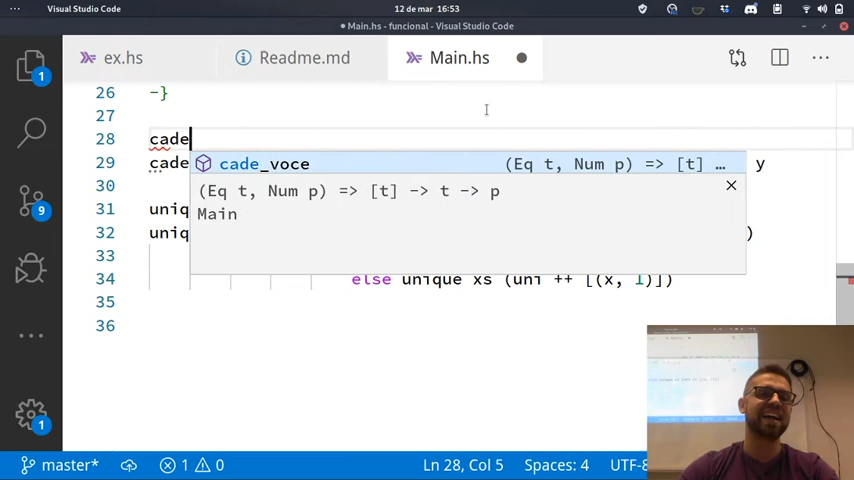 Visual Studio Code
12 de mar 16:53
● Main.hs - funcional - Visual Studio Code
ex.hs
Readme.md
Main.hs
26 -}
27
28 cade
cade_voce (Eq t, Num p) => [t] …
29 cade y
30 (Eq t, Num p) => [t] -> t -> p
Main
31 uniq
32 uniq )
33
34 else unique xs (uni ++ [(x, 1)])
35
36
1
9
1
master*
1 0
Ln 28, Col 5
Spaces: 4
UTF-8